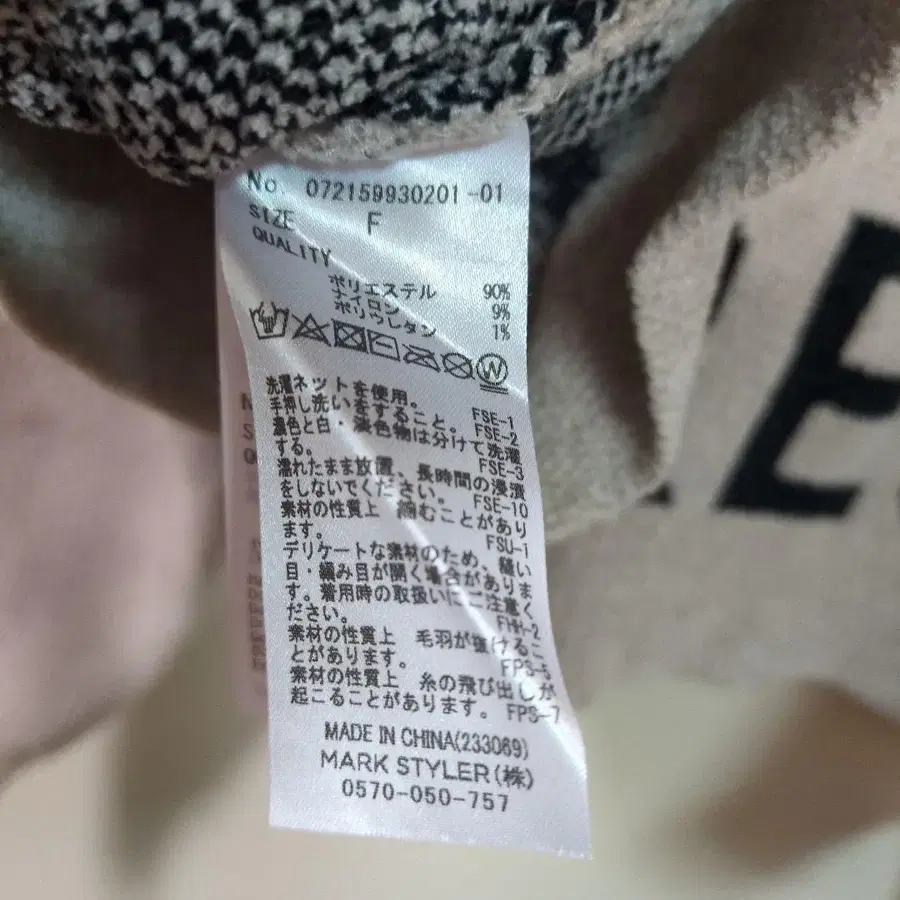 No. 072159930201-01
SIZE F
QUALITY
ポリエステル 90%
ナイロン 9%
ポリウレタン 1%
W
洗濯ネットを使用。 FSE-1
手押し洗いをすること。 FSE-2
濃色と白・淡色物は分けて洗濯
する。 FSE-3
濡れたまま放置、長時間の浸漬
をしないでください。 FSE-10
素材の性質上 縮むことがあり
ます。 FSU-1
デリケートな素材のため、縫い
目・編み目が開く場合がありま
す。着用時の取扱いにご注意く
ださい。 FHH-2
素材の性質上 毛羽が抜けるこ
とがあります。 FPS-5
素材の性質上 糸の飛び出しが
起こることがあります。 FPS-7
MADE IN CHINA(233069)
MARK STYLER(株)
0570-050-757
E